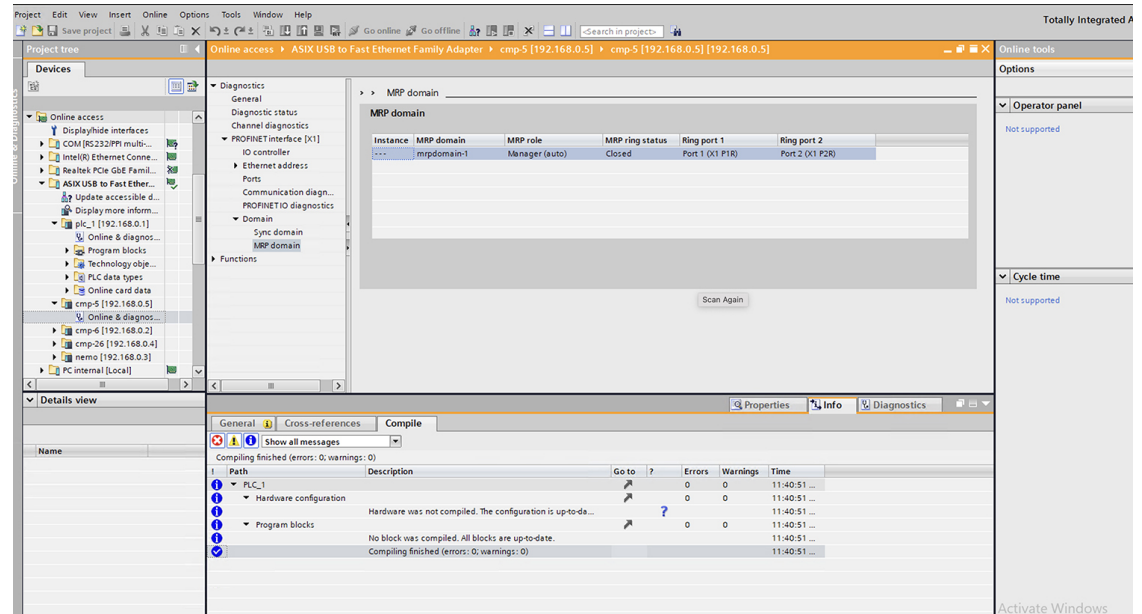 Project Edit View Insert Online Options Tools Window Help
Totally Integrated A
Save project
Go online Go offline <Search in project>
Project tree
Online access ▸ ASIX USB to Fast Ethernet Family Adapter ▸ cmp-5 [192.168.0.5] ▸ cmp-5 [192.168.0.5] [192.168.0.5]
Online tools
Devices
Options
Online & Diagnostics
Online access
Display/hide interfaces
COM [RS232/PPI multi-...
Intel(R) Ethernet Conne...
Realtek PCIe GbE Famil...
ASIX USB to Fast Ether...
Update accessible d...
Display more inform...
plc_1 [192.168.0.1]
Online & diagnos...
Program blocks
Technology obje...
PLC data types
Online card data
cmp-5 [192.168.0.5]
Online & diagnos...
cmp-6 [192.168.0.2]
cmp-26 [192.168.0.4]
nemo [192.168.0.3]
PC internal [Local]
Details view
Name
Diagnostics
General
Diagnostic status
Channel diagnostics
PROFINET interface [X1]
IO controller
Ethernet address
Ports
Communication diagn...
PROFINET IO diagnostics
Domain
Sync domain
MRP domain
Functions
> > MRP domain
MRP domain
Instance MRP domain MRP role MRP ring status Ring port 1 Ring port 2
--- mrpdomain-1 Manager (auto) Closed Port 1 (X1 P1R) Port 2 (X1 P2R)
Scan Again
Operator panel
Not supported
Cycle time
Not supported
Properties Info Diagnostics
General Cross-references Compile
Show all messages
Compiling finished (errors: 0; warnings: 0)
! Path Description Go to ? Errors Warnings Time
PLC_1 0 0 11:40:51 ...
Hardware configuration 0 0 11:40:51 ...
Hardware was not compiled. The configuration is up-to-da... ? 11:40:51 ...
Program blocks 0 0 11:40:51 ...
No block was compiled. All blocks are up-to-date. 11:40:51 ...
Compiling finished (errors: 0; warnings: 0) 11:40:51 ...
Activate Windows